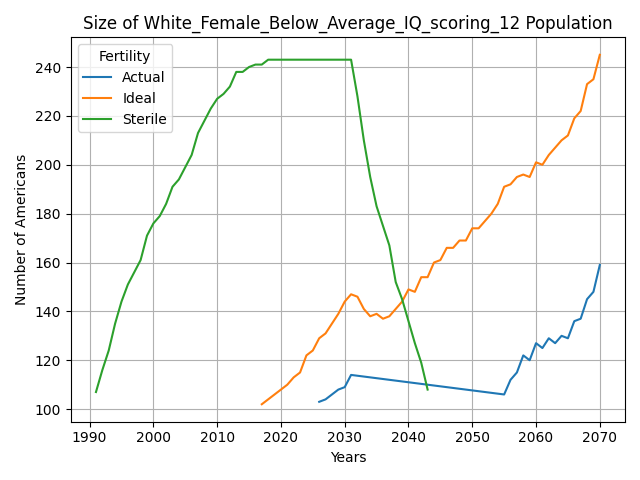 Size of White_Female_Below_Average_IQ_scoring_12 Population
Fertility
Actual
Ideal
Sterile
Number of Americans
240
220
200
180
160
140
120
100
1990
2000
2010
2020
2030
2040
2050
2060
2070
Years